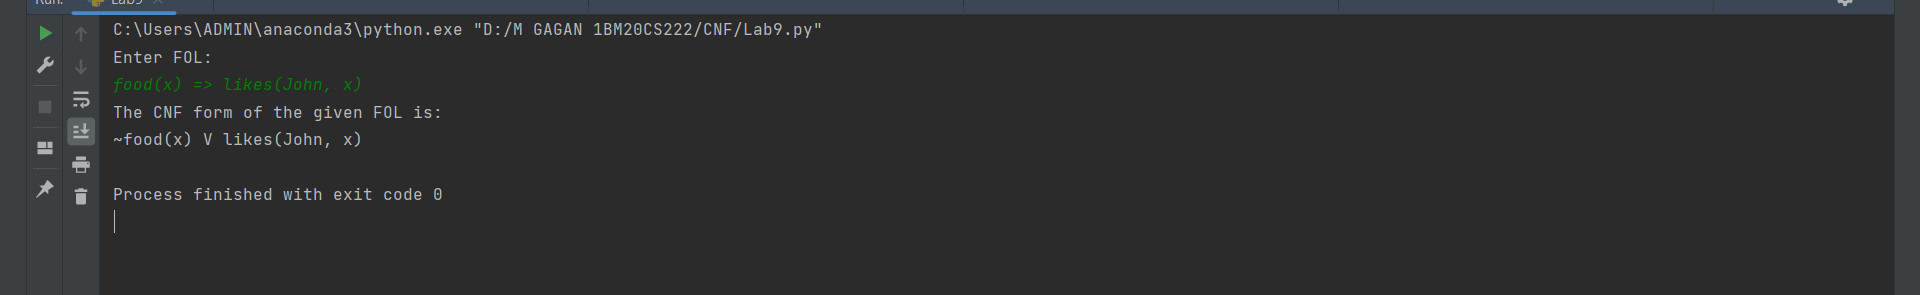 Run:
Lab9
C:\Users\ADMIN\anaconda3\python.exe "D:/M GAGAN 1BM20CS222/CNF/Lab9.py"
Enter FOL:
food(x) => likes(John, x)
The CNF form of the given FOL is:
~food(x) V likes(John, x)
Process finished with exit code 0